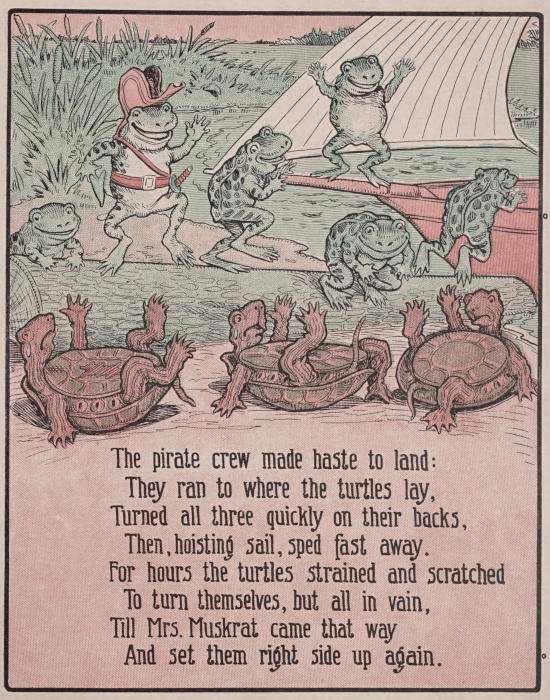 The pirate crew made haste to land:
They ran to where the turtles lay,
Turned all three quickly on their backs,
Then, hoisting sail, sped fast away.
For hours the turtles strained and scratched
To turn themselves, but all in vain,
Till Mrs. Muskrat came that way
And set them right side up again.